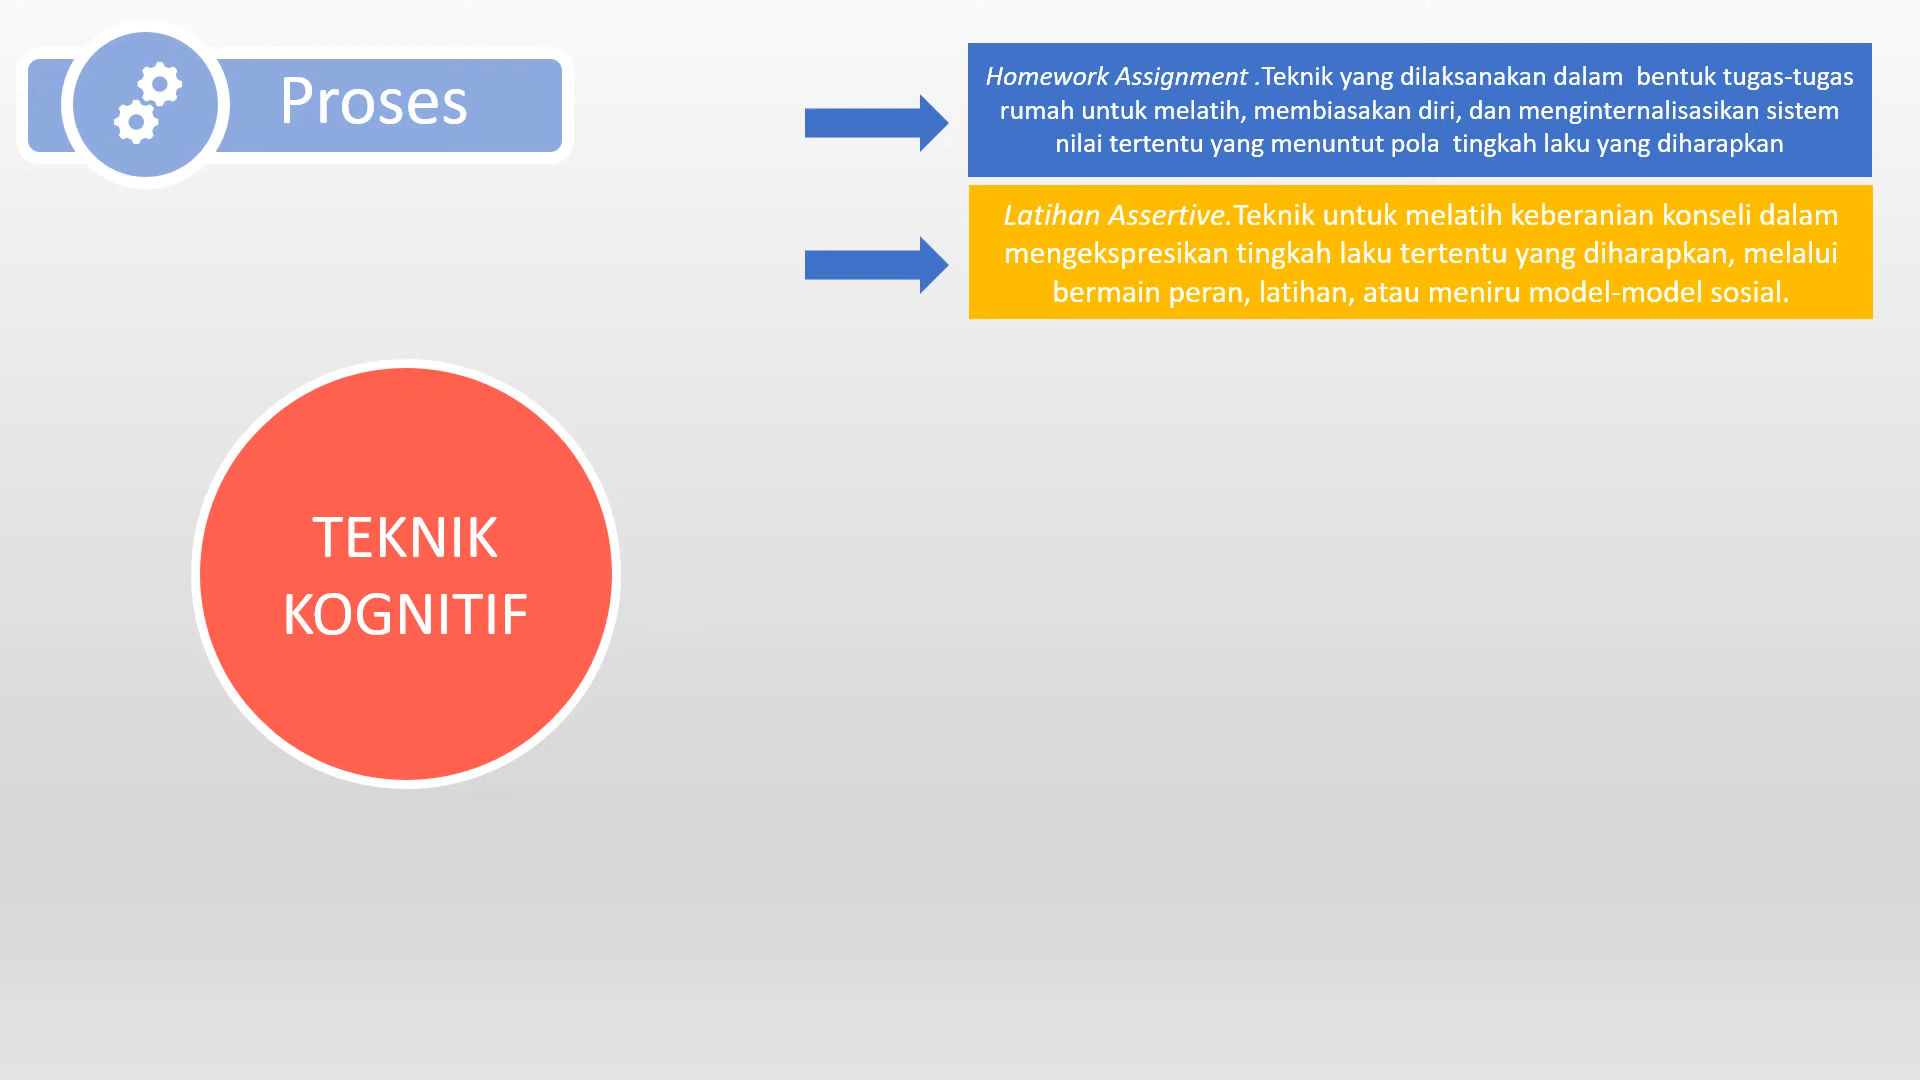 Proses
Homework Assignment .Teknik yang dilaksanakan dalam  bentuk tugas-tugas
rumah untuk melatih, membiasakan diri, dan menginternalisasikan sistem
nilai tertentu yang menuntut pola  tingkah laku yang diharapkan
Latihan Assertive.Teknik untuk melatih keberanian konseli dalam
mengekspresikan tingkah laku tertentu yang diharapkan, melalui
bermain peran, latihan, atau meniru model-model sosial.
TEKNIK
KOGNITIF